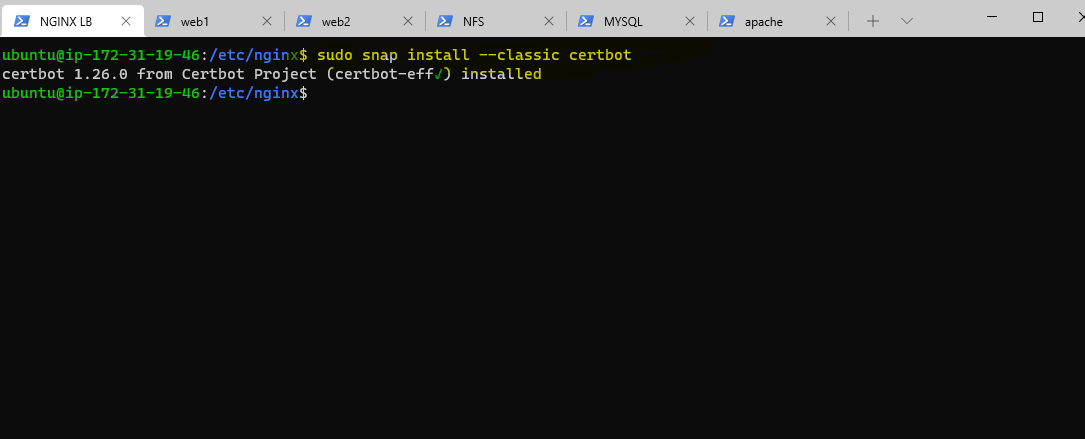 NGINX LB web1 web2 NFS MYSQL apache
ubuntu@ip-172-31-19-46:/etc/nginx$ sudo snap install --classic certbot
certbot 1.26.0 from Certbot Project (certbot-eff✓) installed
ubuntu@ip-172-31-19-46:/etc/nginx$